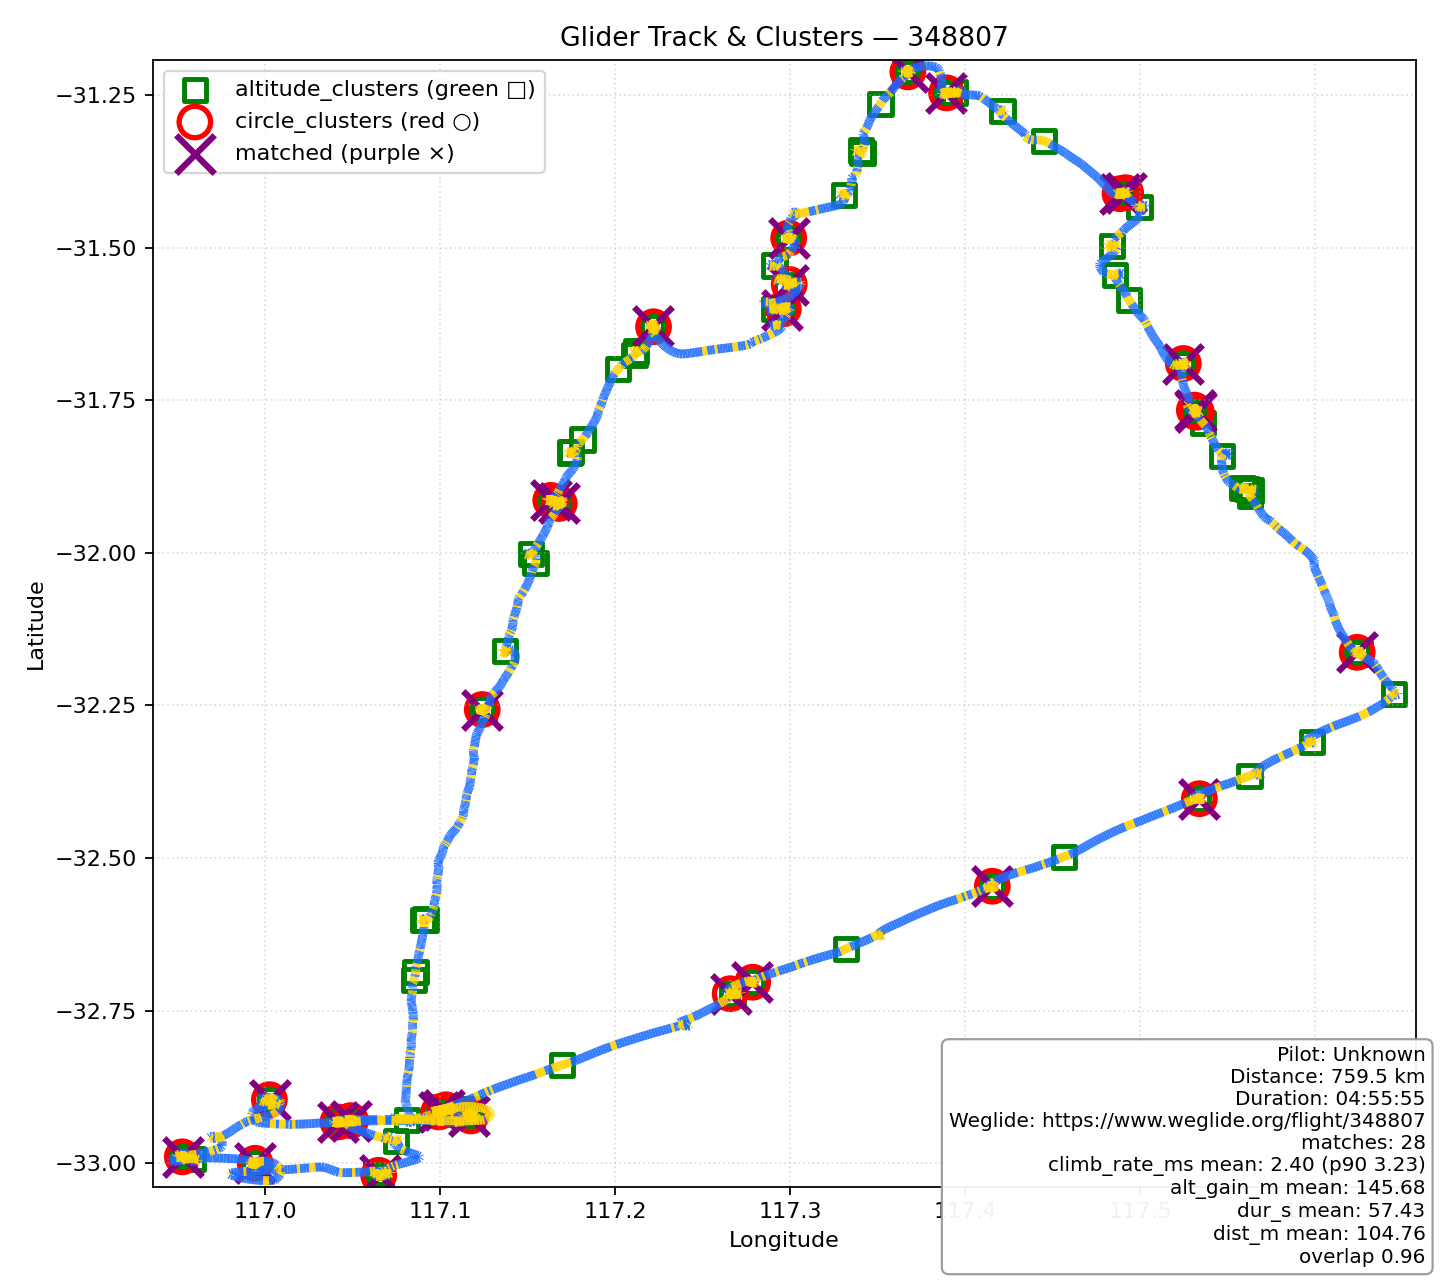 Glider Track & Clusters — 348807
altitude_clusters (green □)
circle_clusters (red ○)
matched (purple ×)
−31.25
−31.50
−31.75
−32.00
−32.25
−32.50
−32.75
−33.00
Latitude
117.0 117.1 117.2 117.3 117.4 117.5
Longitude
Pilot: Unknown
Distance: 759.5 km
Duration: 04:55:55
Weglide: https://www.weglide.org/flight/348807
matches: 28
climb_rate_ms mean: 2.40 (p90 3.23)
alt_gain_m mean: 145.68
dur_s mean: 57.43
dist_m mean: 104.76
overlap 0.96